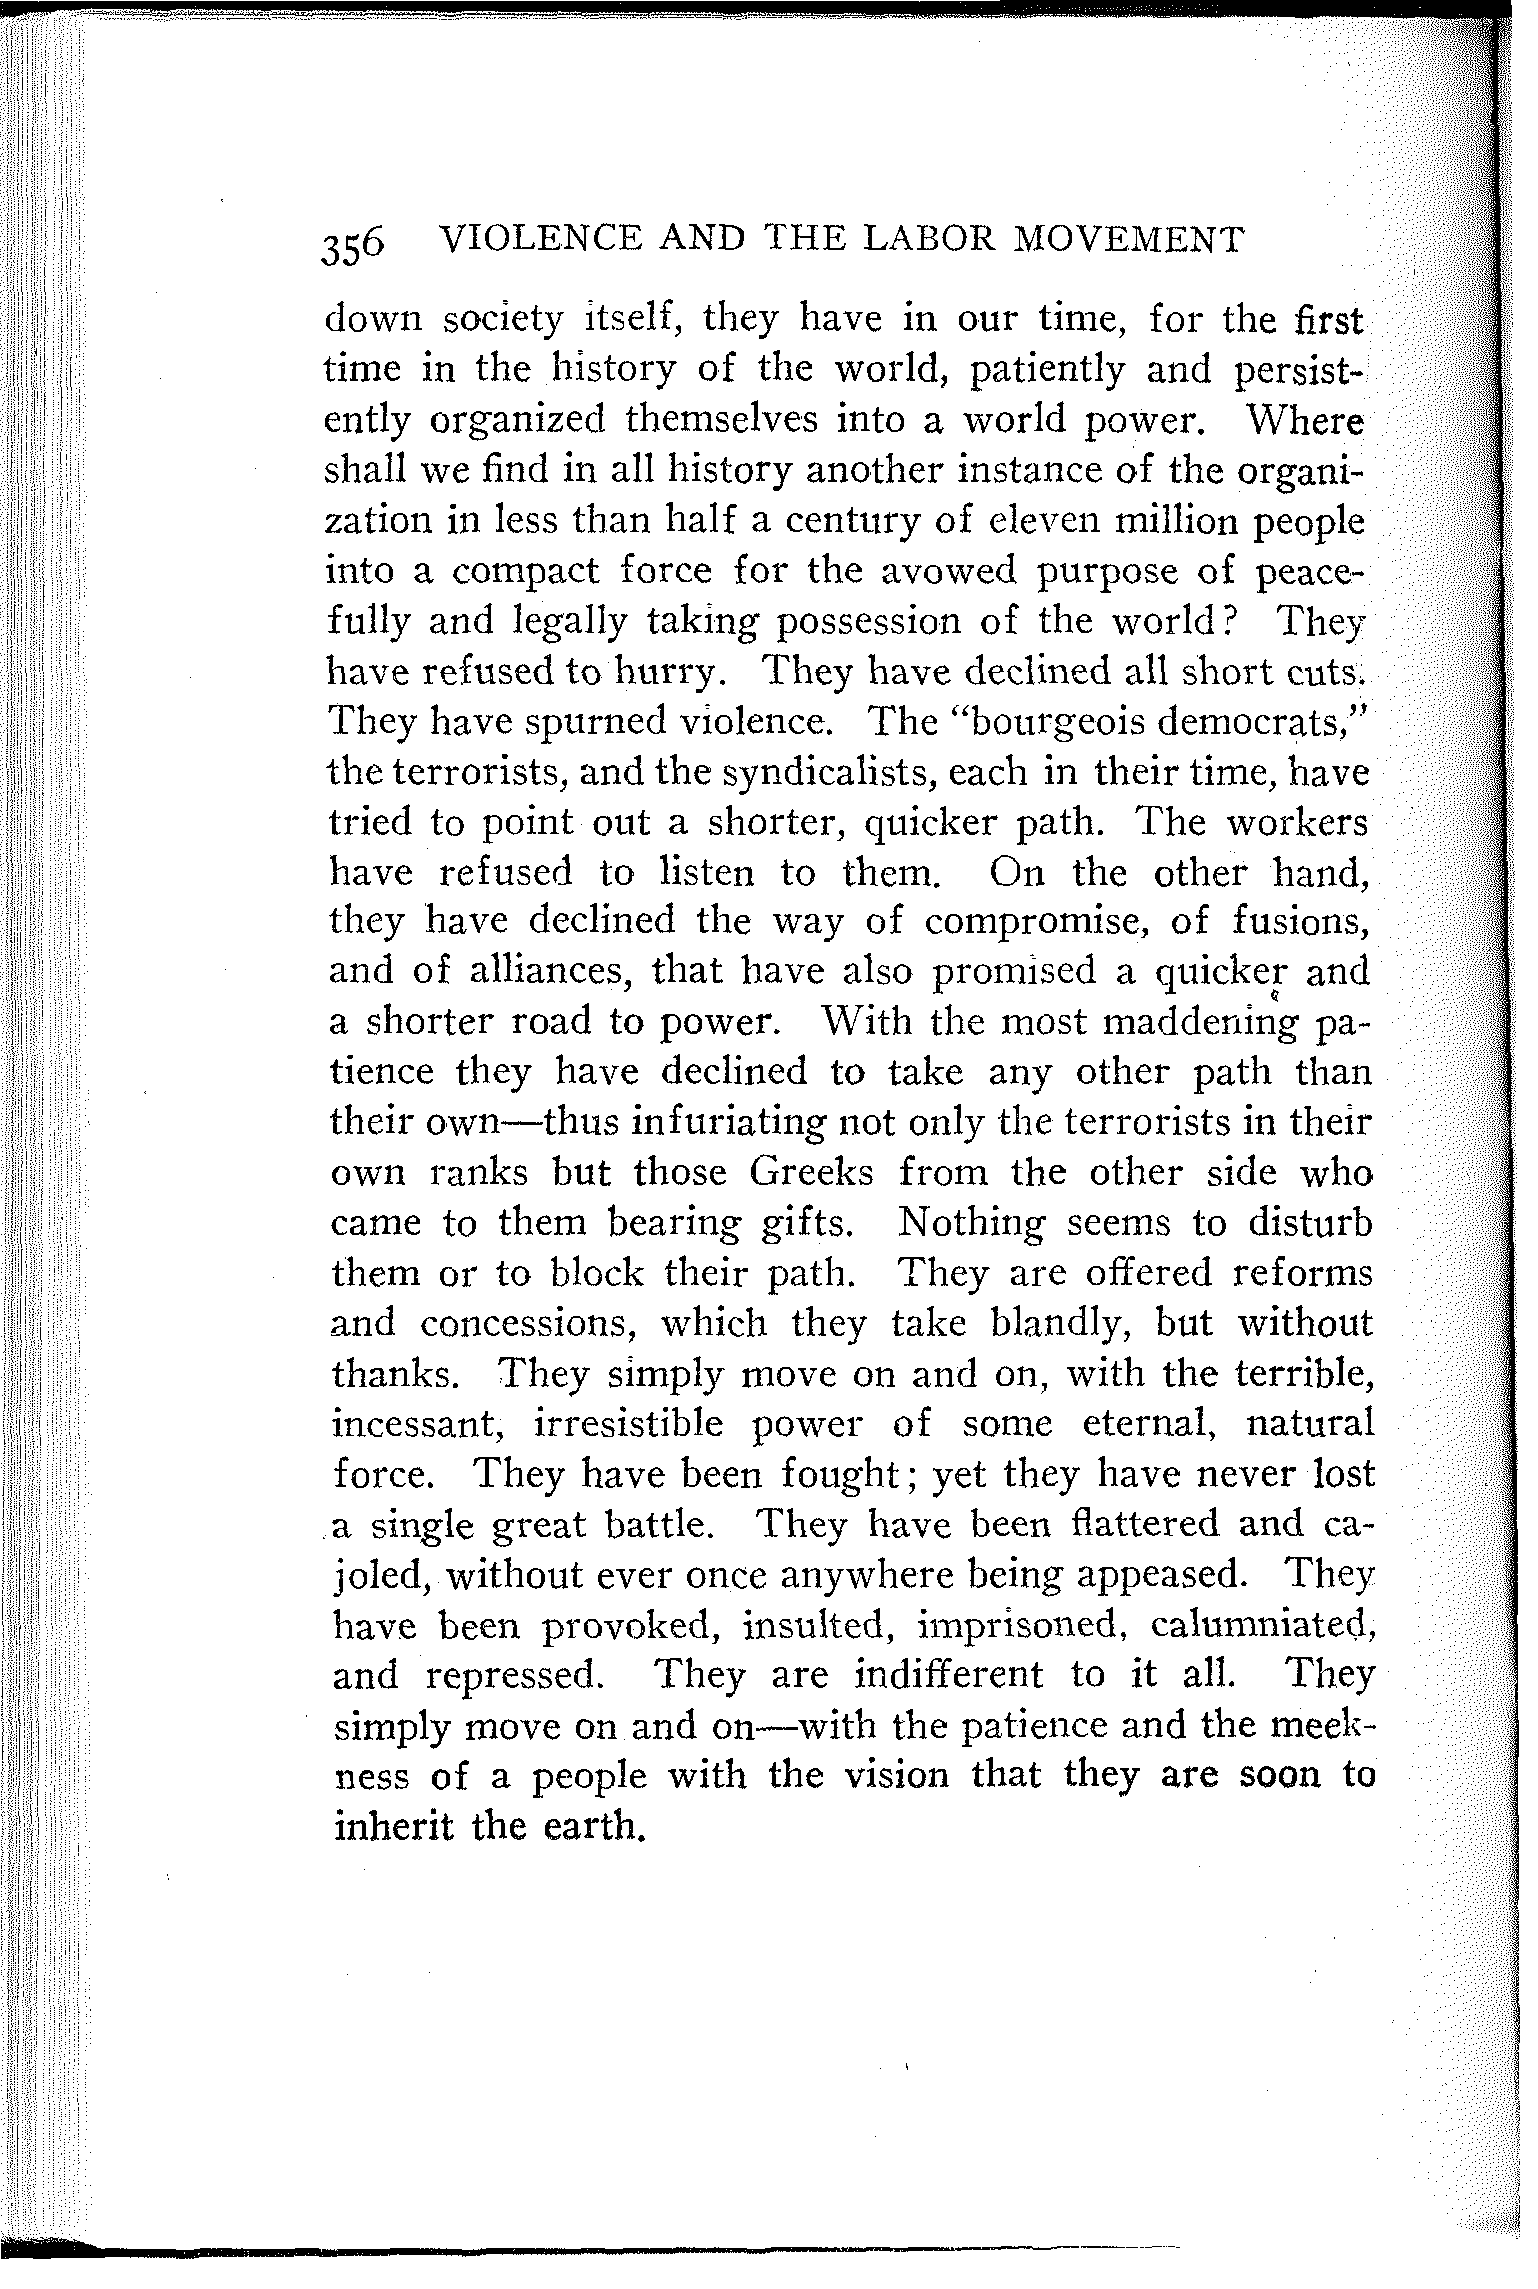 356 VIOLENCE AND THE LABOR MOVEMENT
down society itself, they have in our time, for the first
time in the history of the world, patiently and persist-
ently organized themselves into a world power. Where
shall we find in all history another instance of the organi-
zation in less than half a century of eleven million people
into a compact force for the avowed purpose of peace-
fully and legally taking possession of the world? They
have refused to hurry. They have declined all short cuts.
They have spurned violence. The "bourgeois democrats,"
the terrorists, and the syndicalists, each in their time, have
tried to point out a shorter, quicker path. The workers
have refused to listen to them. On the other hand,
they have declined the way of compromise, of fusions,
and of alliances, that have also promised a quicker and
a shorter road to power. With the most maddening pa-
tience they have declined to take any other path than
their own—thus infuriating not only the terrorists in their
own ranks but those Greeks from the other side who
came to them bearing gifts. Nothing seems to disturb
them or to block their path. They are offered reforms
and concessions, which they take blandly, but without
thanks. They simply move on and on, with the terrible,
incessant, irresistible power of some eternal, natural
force. They have been fought; yet they have never lost
a single great battle. They have been flattered and ca-
joled, without ever once anywhere being appeased. They
have been provoked, insulted, imprisoned, calumniated,
and repressed. They are indifferent to it all. They
simply move on and on—with the patience and the meek-
ness of a people with the vision that they are soon to
inherit the earth.